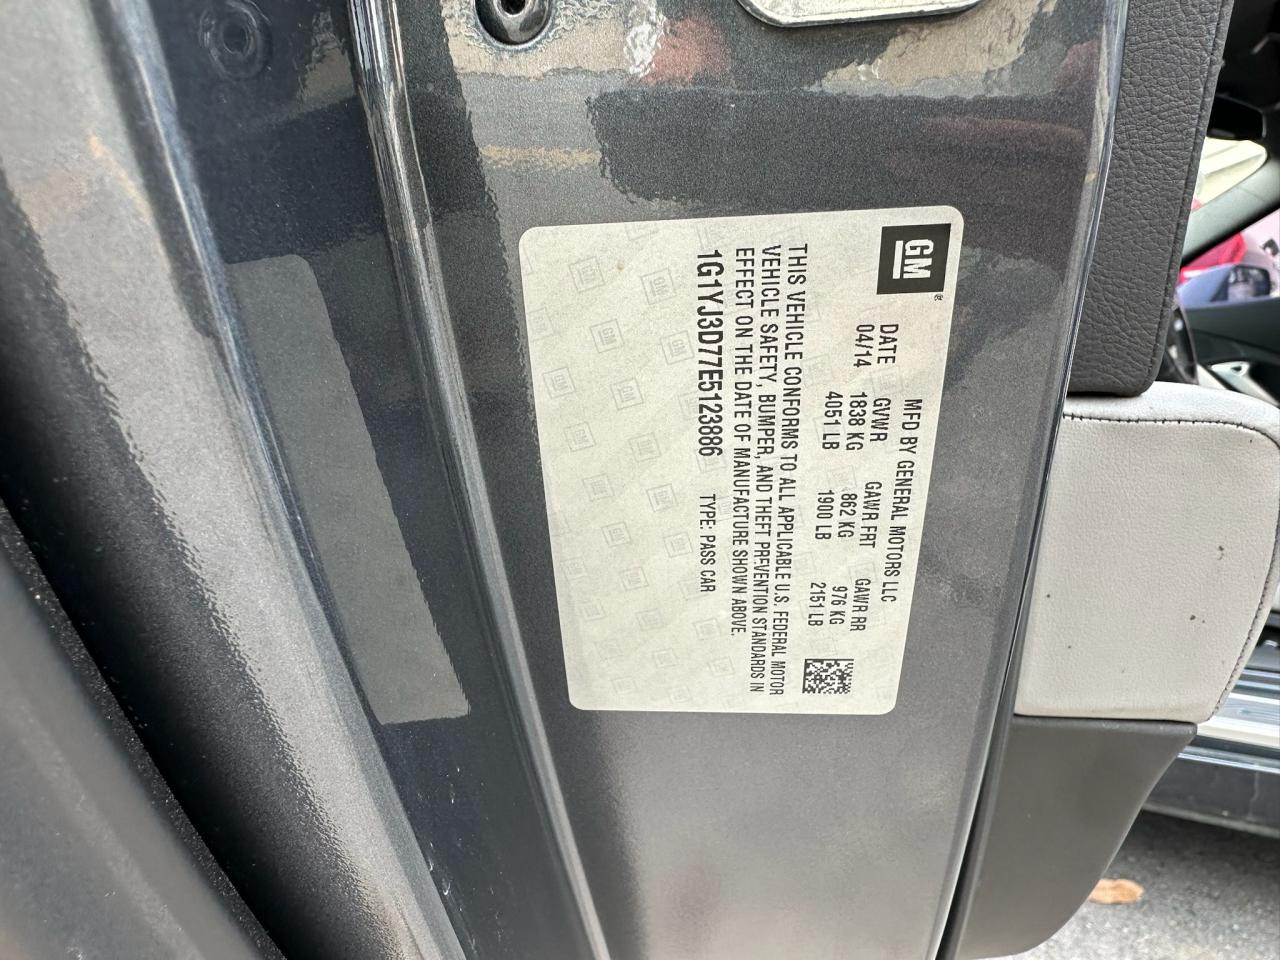 GM®
MFD BY GENERAL MOTORS LLC
DATE GVWR GAWR FRT GAWR RR
04/14 1838 KG 862 KG 976 KG
4051 LB 1900 LB 2151 LB
THIS VEHICLE CONFORMS TO ALL APPLICABLE U.S. FEDERAL MOTOR
VEHICLE SAFETY, BUMPER, AND THEFT PREVENTION STANDARDS IN
EFFECT ON THE DATE OF MANUFACTURE SHOWN ABOVE.
1G1YJ3D77E5123886 TYPE: PASS CAR